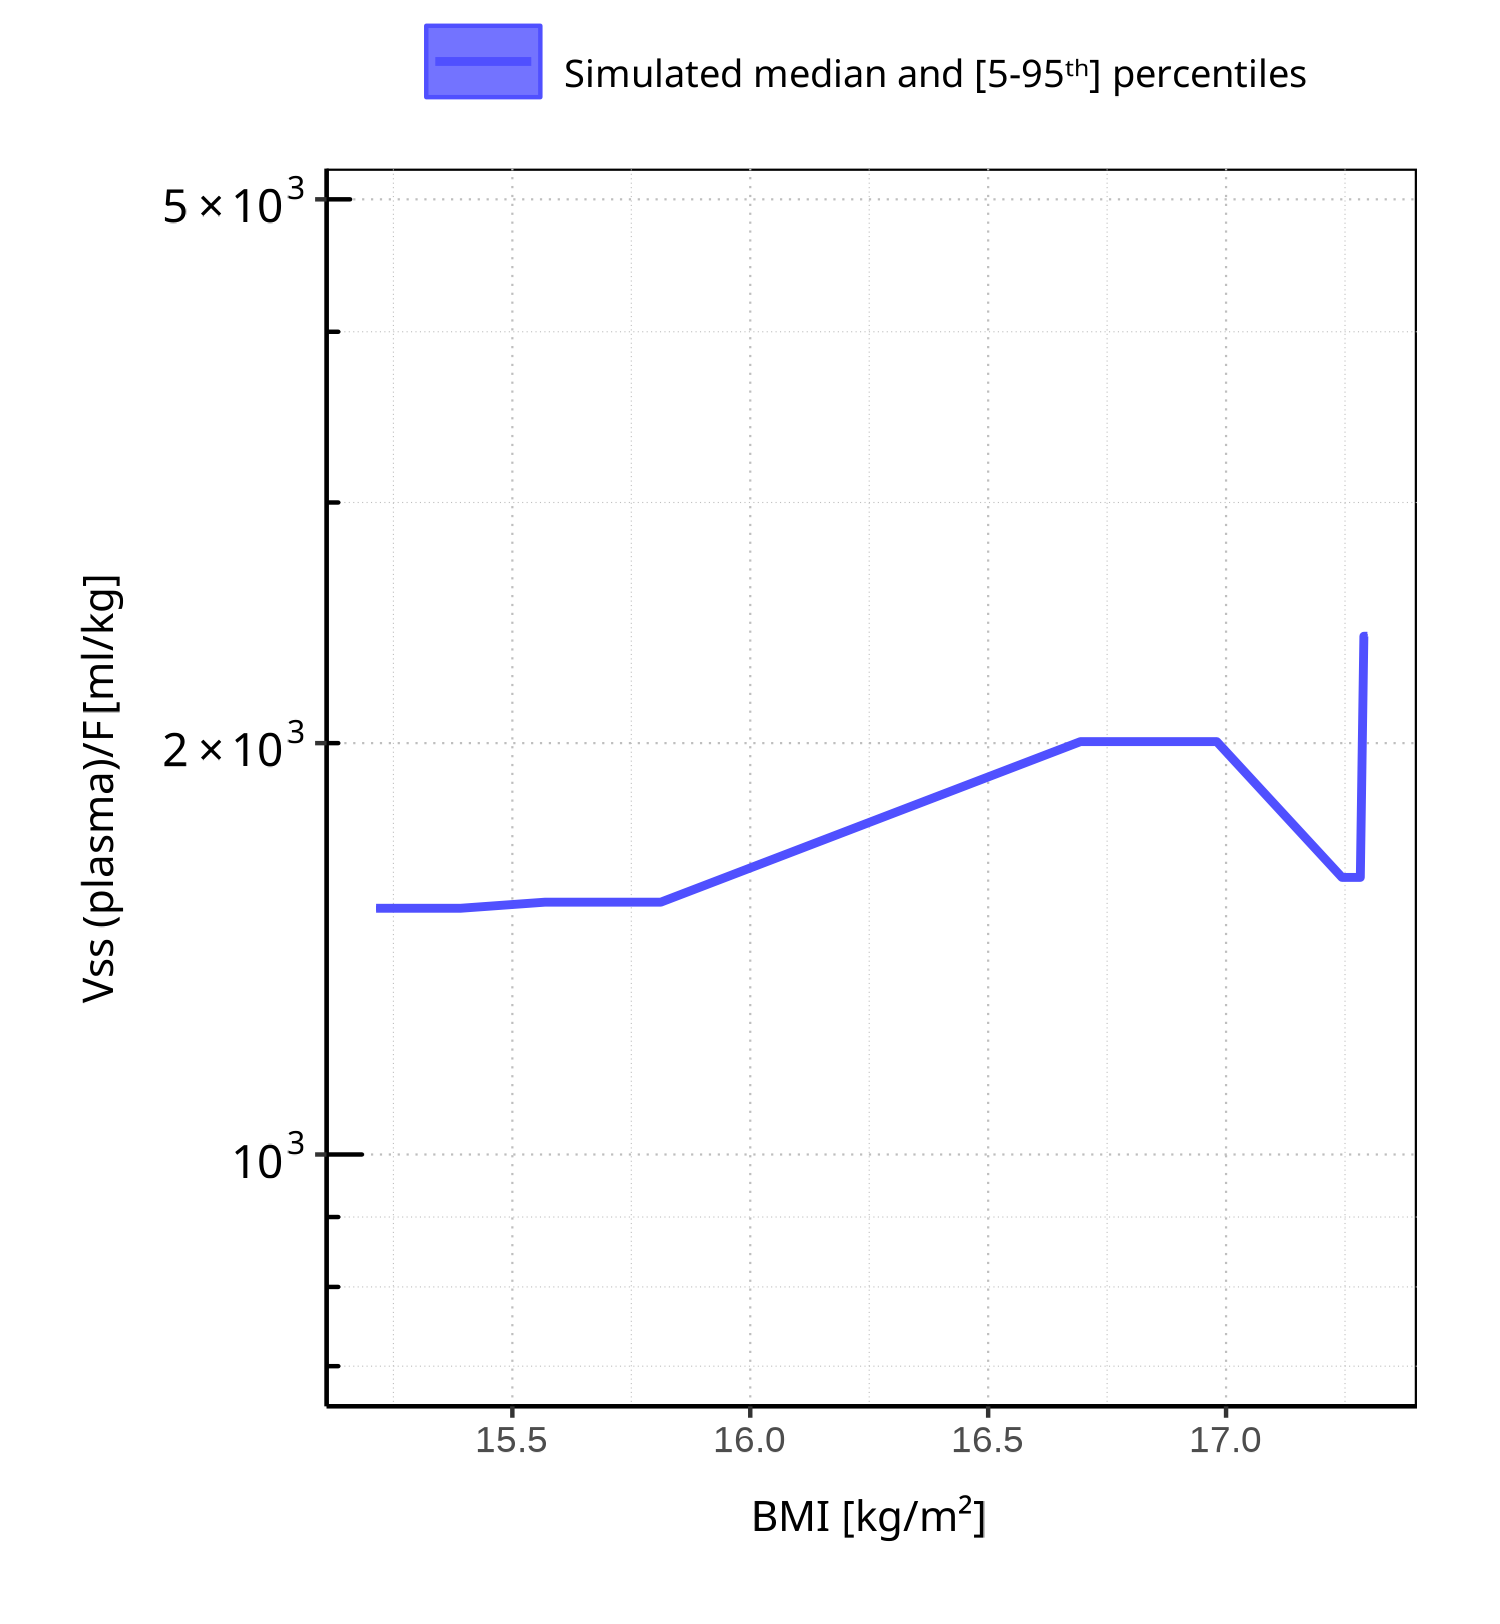 Simulated median and [5-95ᵗʰ] percentiles
5×10³
2×10³
10³
Vss (plasma)/F[ml/kg]
15.5 16.0 16.5 17.0
BMI [kg/m²]